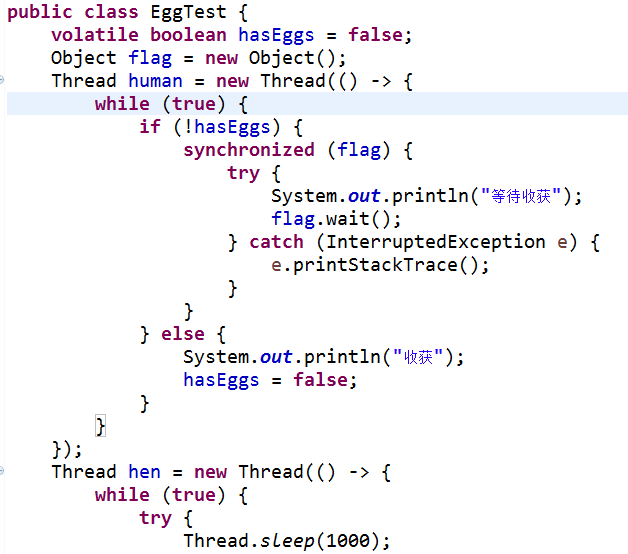 public class EggTest {
    volatile boolean hasEggs = false;
    Object flag = new Object();
    Thread human = new Thread(() -> {
        while (true) {
            if (!hasEggs) {
                synchronized (flag) {
                    try {
                        System.out.println("等待收获");
                        flag.wait();
                    } catch (InterruptedException e) {
                        e.printStackTrace();
                    }
                }
            } else {
                System.out.println("收获");
                hasEggs = false;
            }
        }
    });
    Thread hen = new Thread(() -> {
        while (true) {
            try {
                Thread.sleep(1000);